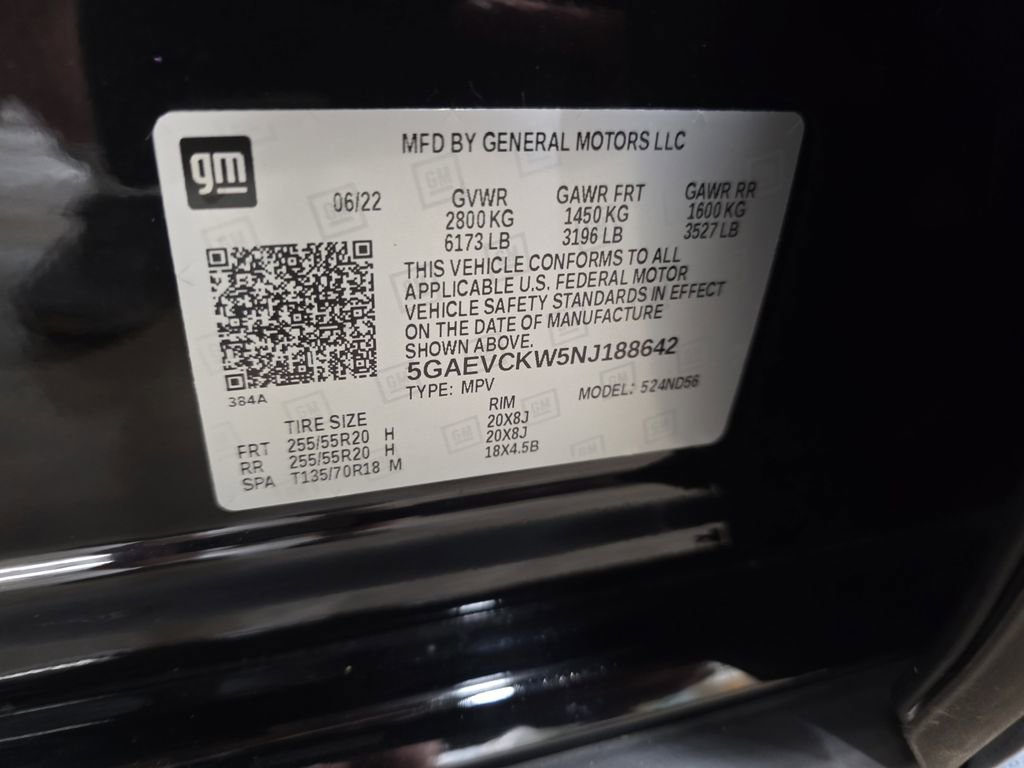 gm
MFD BY GENERAL MOTORS LLC
06/22 GVWR GAWR FRT GAWR RR
2800 KG 1450 KG 1600 KG
6173 LB 3196 LB 3527 LB
THIS VEHICLE CONFORMS TO ALL
APPLICABLE U.S. FEDERAL MOTOR
VEHICLE SAFETY STANDARDS IN EFFECT
ON THE DATE OF MANUFACTURE
SHOWN ABOVE.
5GAEVCKW5NJ188642
TYPE: MPV MODEL: 524ND56
384A
TIRE SIZE RIM
FRT 255/55R20 H 20X8J
RR 255/55R20 H 20X8J
SPA T135/70R18 M 18X4.5B